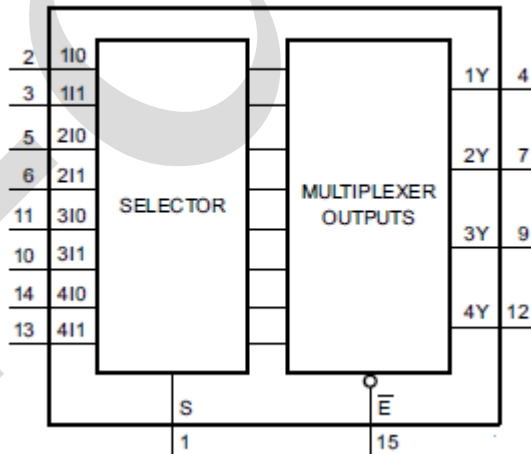 2 1I0
3 1I1
5 2I0
6 2I1
11 3I0
10 3I1
14 4I0
13 4I1
SELECTOR
MULTIPLEXER
OUTPUTS
1Y 4
2Y 7
3Y 9
4Y 12
S
1
E̅
15